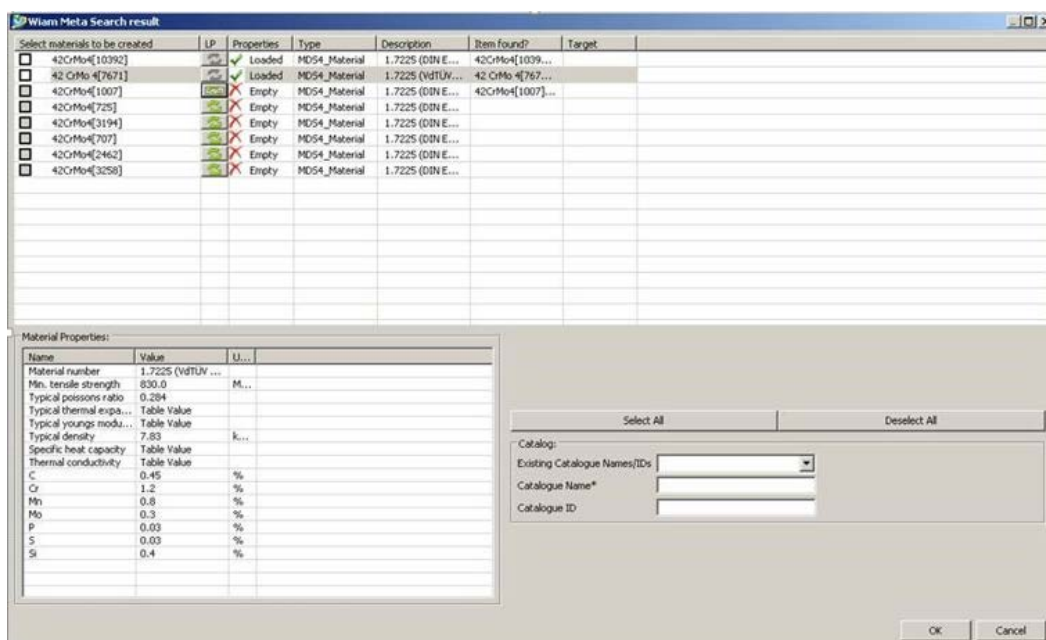 Wiam Meta Search result
Select materials to be created LP Properties Type Description Item found? Target
42CrMo4[10392] Loaded MDS4_Material 1.7225 (DIN E... 42CrMo4[1039...
42 CrMo 4[7671] Loaded MDS4_Material 1.7225 (VdTÜV... 42 CrMo 4[767...
42CrMo4[1007] Empty MDS4_Material 1.7225 (DIN E... 42CrMo4[1007]...
42CrMo4[725] Empty MDS4_Material 1.7225 (DIN E...
42CrMo4[3194] Empty MDS4_Material 1.7225 (DIN E...
42CrMo4[707] Empty MDS4_Material 1.7225 (DIN E...
42CrMo4[2462] Empty MDS4_Material 1.7225 (DIN E...
42CrMo4[3258] Empty MDS4_Material 1.7225 (DIN E...
Material Properties:
Name Value U...
Material number 1.7225 (VdTÜV ...
Min. tensile strength 830.0 M...
Typical poissons ratio 0.284
Typical thermal expa... Table Value
Typical youngs modu... Table Value
Typical density 7.83 k...
Specific heat capacity Table Value
Thermal conductivity Table Value
C 0.45 %
Cr 1.2 %
Mn 0.8 %
Mo 0.3 %
P 0.03 %
S 0.03 %
Si 0.4 %
Select All Deselect All
Catalog:
Existing Catalogue Names/IDs
Catalogue Name*
Catalogue ID
OK Cancel